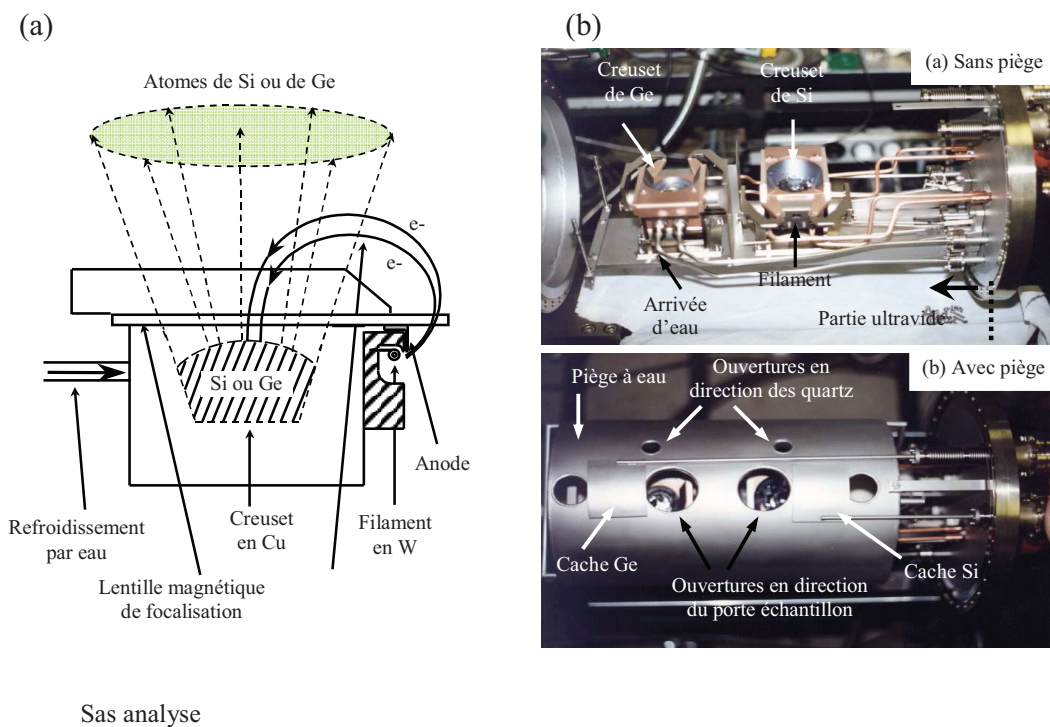 (a)
Atomes de Si ou de Ge
e-
e-
Si ou Ge
Anode
Refroidissement
par eau
Creuset
en Cu
Filament
en W
Lentille magnétique
de focalisation
(b)
(a) Sans piège
Creuset
de Ge
Creuset
de Si
Filament
Arrivée
d'eau
Partie ultravide
(b) Avec piège
Piège à eau
Ouvertures en
direction des quartz
Cache Ge
Ouvertures en direction
du porte échantillon
Cache Si
Sas analyse